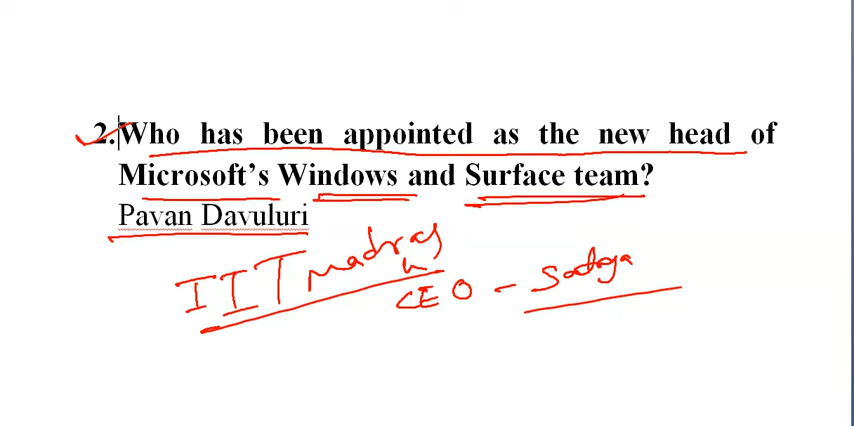 2.Who has been appointed as the new head of
Microsoft's Windows and Surface team?
Pavan Davuluri
IIT madras
CEO - Satya